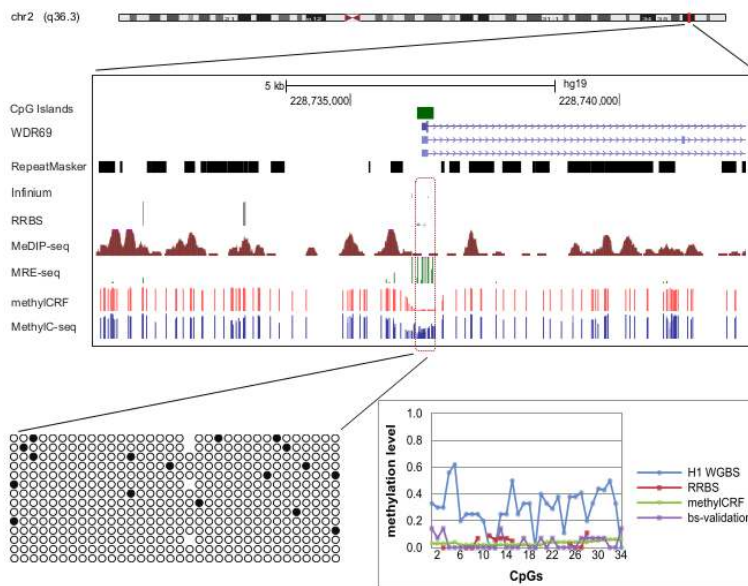 chr2 (q36.3)
5 kb
hg19
228,735,000
228,740,000
CpG Islands
WDR69
RepeatMasker
Infinium
RRBS
MeDIP-seq
MRE-seq
methylCRF
MethylC-seq
methylation level
1.0
0.8
0.6
0.4
0.2
0.0
2 6 10 14 18 22 26 30 34
CpGs
H1 WGBS
RRBS
methylCRF
bs-validation